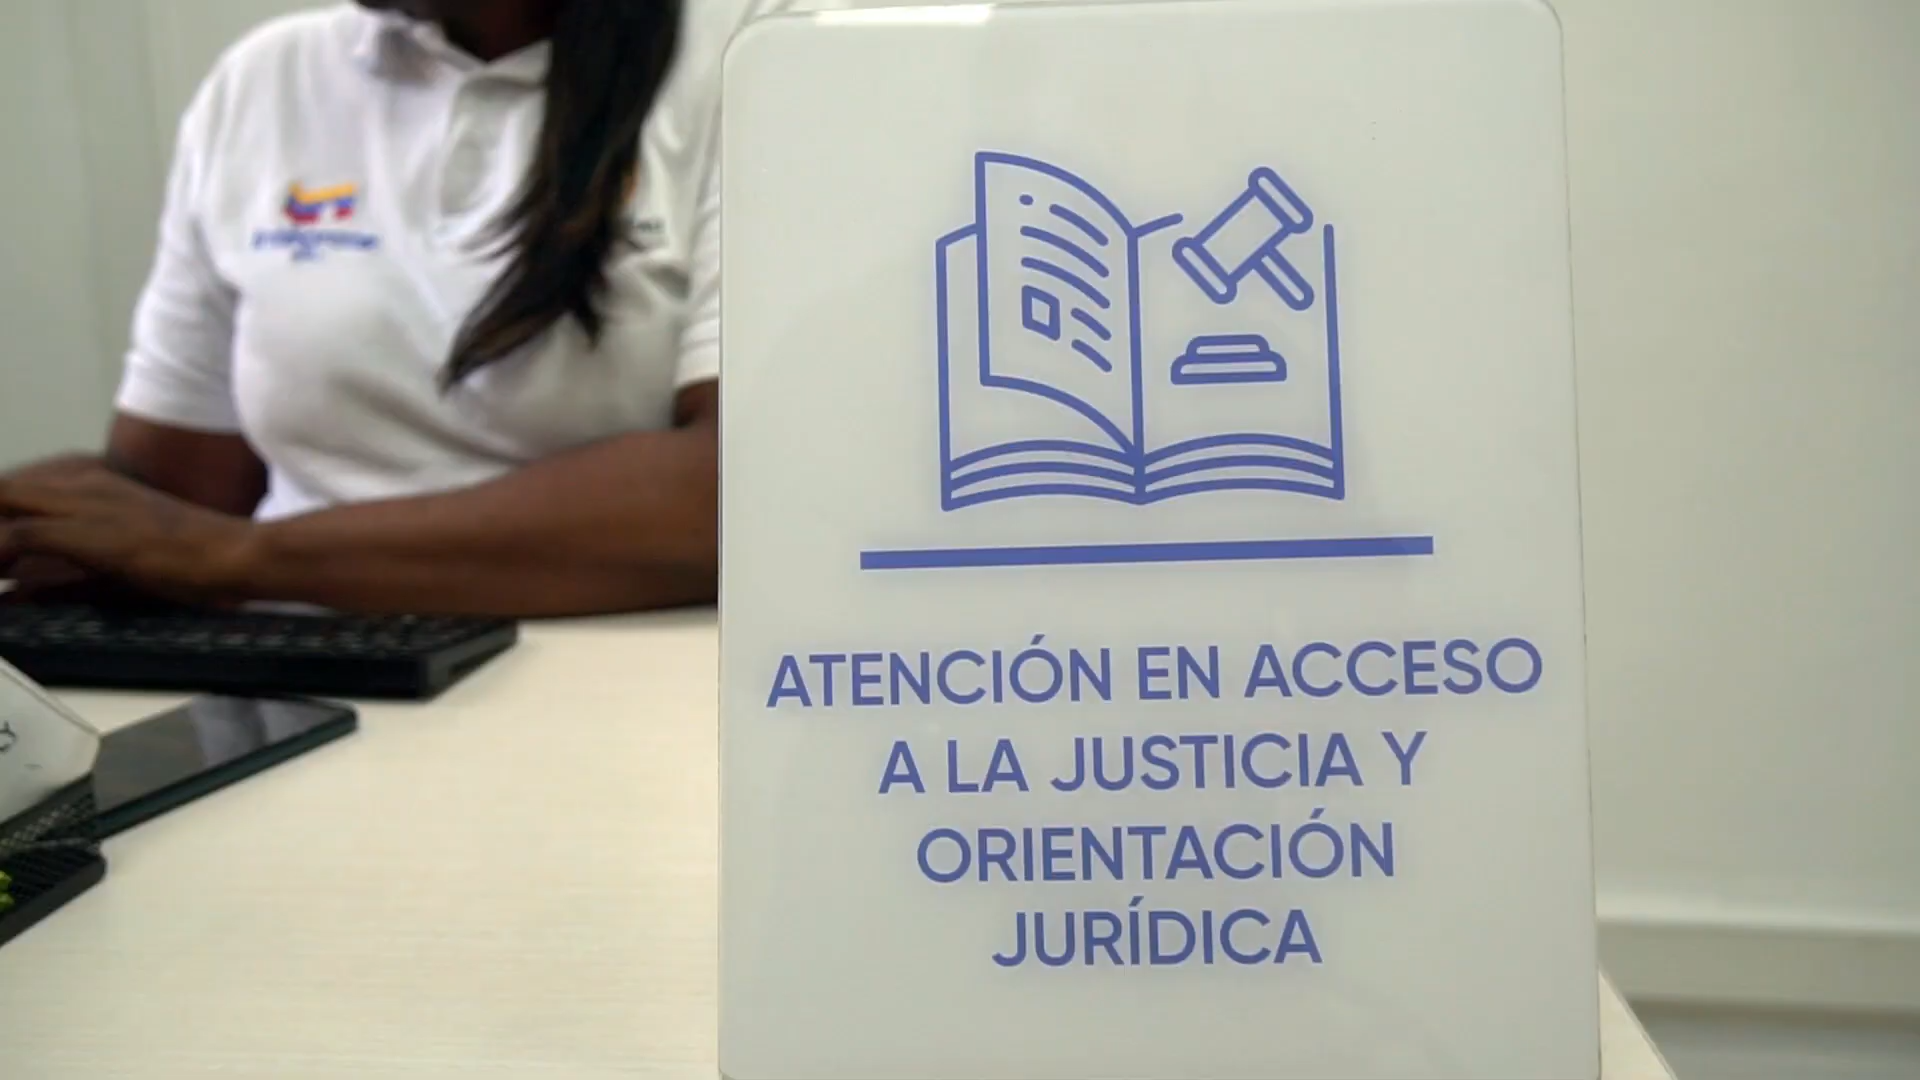 ATENCIÓN EN ACCESO
A LA JUSTICIA Y
ORIENTACIÓN
JURÍDICA